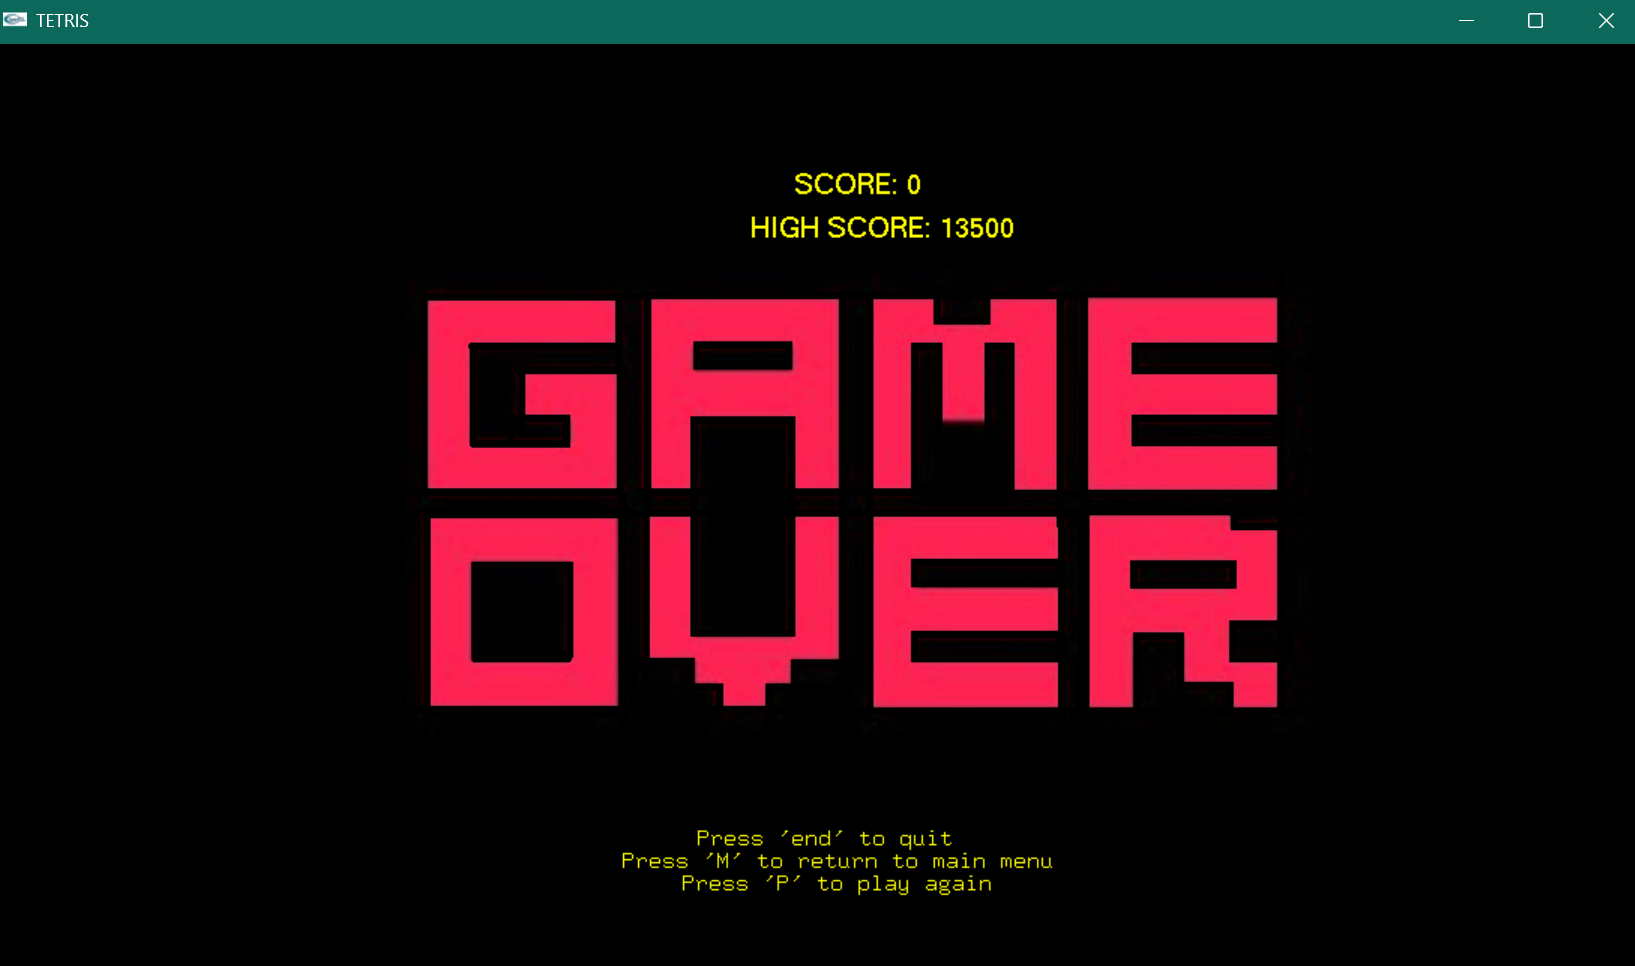 TETRIS
SCORE: 0
HIGH SCORE: 13500
GAME
OVER
Press 'end' to quit
Press 'M' to return to main menu
Press 'P' to play again